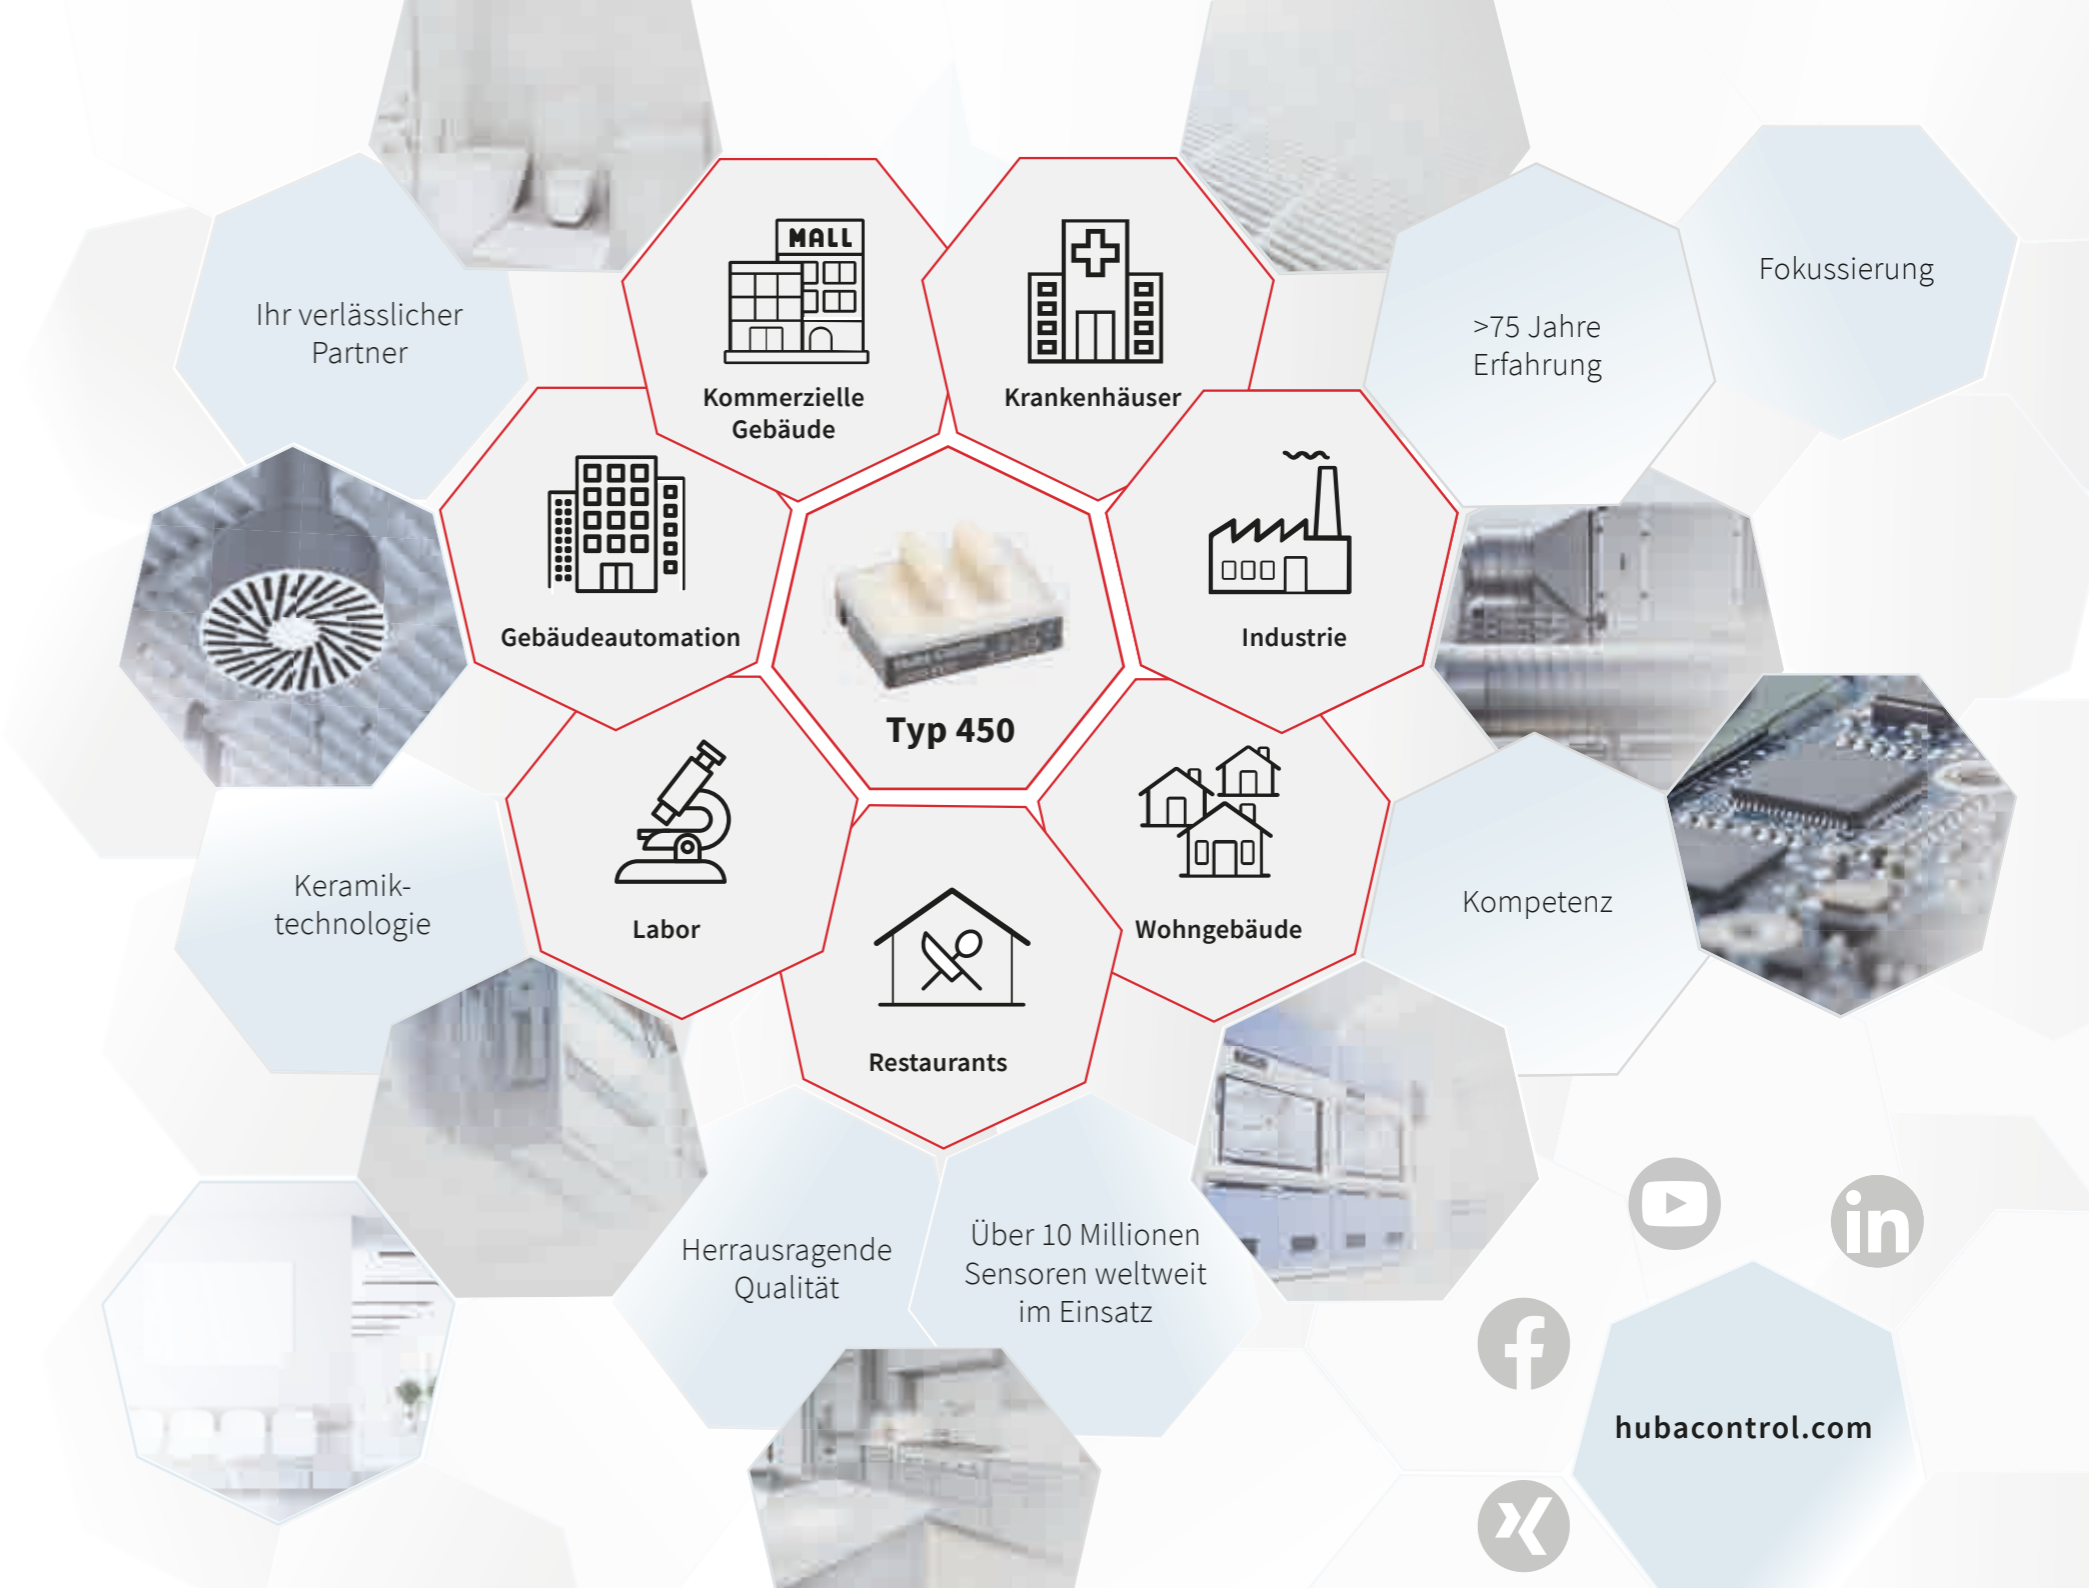 MALL
Fokussierung
Ihr verlässlicher
Partner
>75 Jahre
Erfahrung
Kommerzielle
Gebäude
Krankenhäuser
Gebäudeautomation
Industrie
Typ 450
Keramik-
technologie
Labor
Wohngebäude
Kompetenz
Restaurants
Herrausragende
Qualität
Über 10 Millionen
Sensoren weltweit
im Einsatz
in
hubacontrol.com